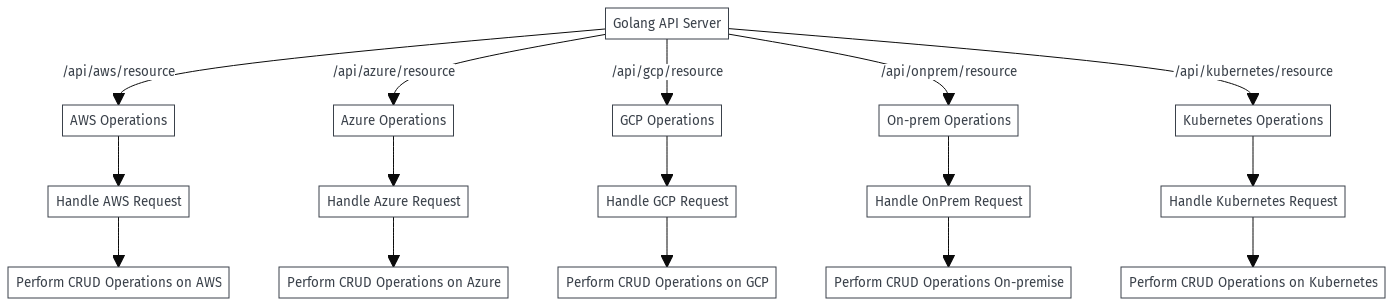 Golang API Server
/api/aws/resource
/api/azure/resource
/api/gcp/resource
/api/onprem/resource
/api/kubernetes/resource
AWS Operations
Azure Operations
GCP Operations
On-prem Operations
Kubernetes Operations
Handle AWS Request
Handle Azure Request
Handle GCP Request
Handle OnPrem Request
Handle Kubernetes Request
Perform CRUD Operations on AWS
Perform CRUD Operations on Azure
Perform CRUD Operations on GCP
Perform CRUD Operations On-premise
Perform CRUD Operations on Kubernetes